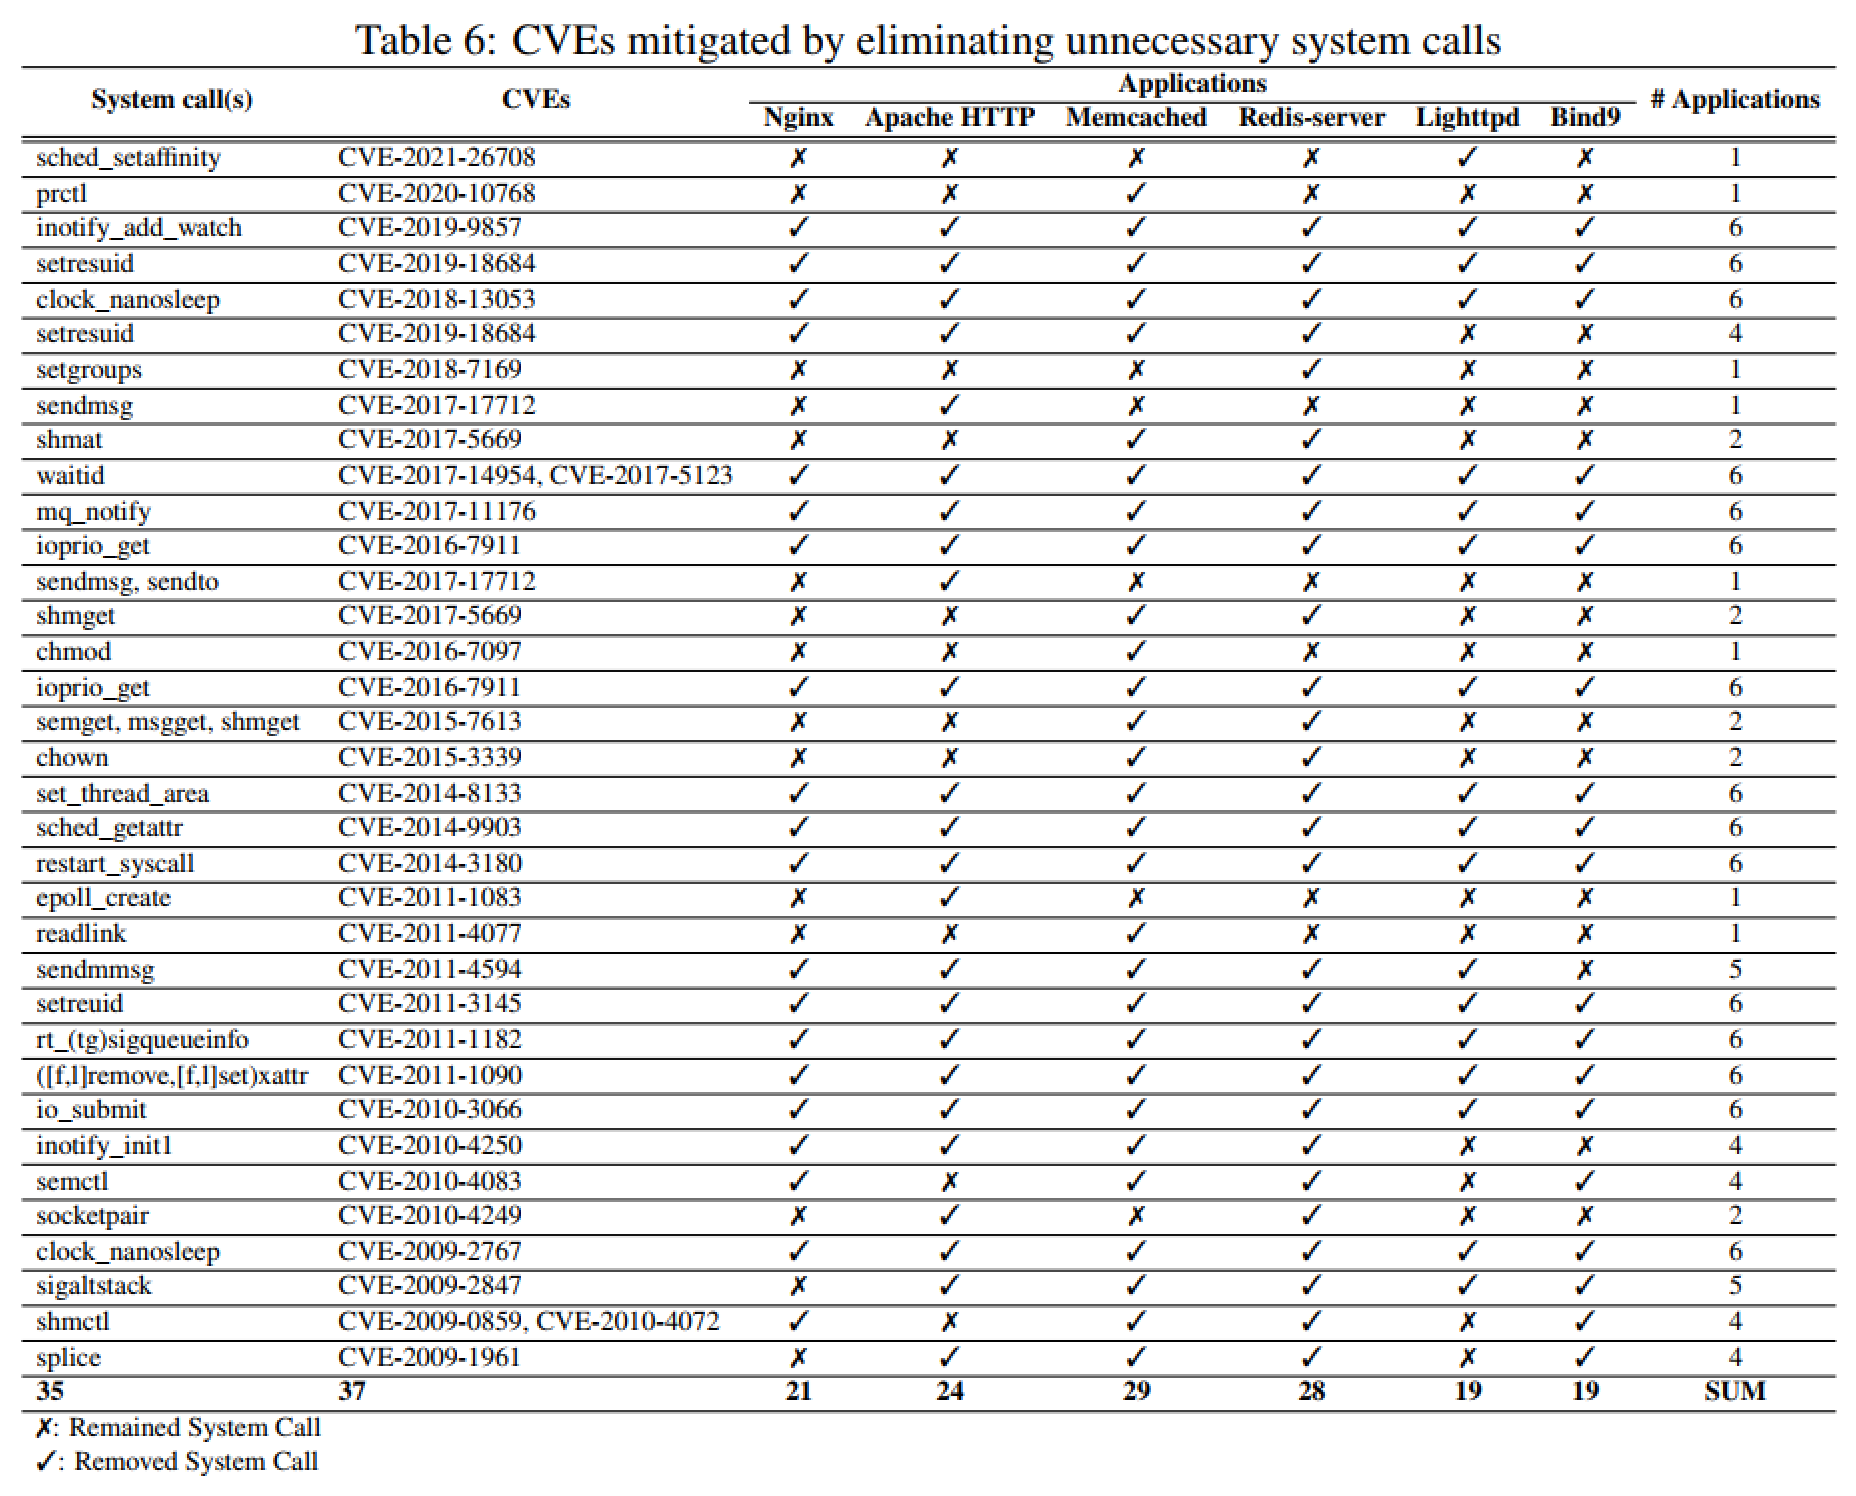 Table 6: CVEs mitigated by eliminating unnecessary system calls
System call(s) CVEs Applications # Applications
Nginx Apache HTTP Memcached Redis-server Lighttpd Bind9
sched_setaffinity CVE-2021-26708 ✗ ✗ ✗ ✗ ✓ ✗ 1
prctl CVE-2020-10768 ✗ ✗ ✓ ✗ ✗ ✗ 1
inotify_add_watch CVE-2019-9857 ✓ ✓ ✓ ✓ ✓ ✓ 6
setresuid CVE-2019-18684 ✓ ✓ ✓ ✓ ✓ ✓ 6
clock_nanosleep CVE-2018-13053 ✓ ✓ ✓ ✓ ✓ ✓ 6
setresuid CVE-2019-18684 ✓ ✓ ✓ ✓ ✗ ✗ 4
setgroups CVE-2018-7169 ✗ ✗ ✗ ✓ ✗ ✗ 1
sendmsg CVE-2017-17712 ✗ ✓ ✗ ✗ ✗ ✗ 1
shmat CVE-2017-5669 ✗ ✗ ✓ ✓ ✗ ✗ 2
waitid CVE-2017-14954, CVE-2017-5123 ✓ ✓ ✓ ✓ ✓ ✓ 6
mq_notify CVE-2017-11176 ✓ ✓ ✓ ✓ ✓ ✓ 6
ioprio_get CVE-2016-7911 ✓ ✓ ✓ ✓ ✓ ✓ 6
sendmsg, sendto CVE-2017-17712 ✗ ✓ ✗ ✗ ✗ ✗ 1
shmget CVE-2017-5669 ✗ ✗ ✓ ✓ ✗ ✗ 2
chmod CVE-2016-7097 ✗ ✗ ✓ ✗ ✗ ✗ 1
ioprio_get CVE-2016-7911 ✓ ✓ ✓ ✓ ✓ ✓ 6
semget, msgget, shmget CVE-2015-7613 ✗ ✗ ✓ ✓ ✗ ✗ 2
chown CVE-2015-3339 ✗ ✗ ✓ ✓ ✗ ✗ 2
set_thread_area CVE-2014-8133 ✓ ✓ ✓ ✓ ✓ ✓ 6
sched_getattr CVE-2014-9903 ✓ ✓ ✓ ✓ ✓ ✓ 6
restart_syscall CVE-2014-3180 ✓ ✓ ✓ ✓ ✓ ✓ 6
epoll_create CVE-2011-1083 ✗ ✓ ✗ ✗ ✗ ✗ 1
readlink CVE-2011-4077 ✗ ✗ ✓ ✗ ✗ ✗ 1
sendmmsg CVE-2011-4594 ✓ ✓ ✓ ✓ ✓ ✗ 5
setreuid CVE-2011-3145 ✓ ✓ ✓ ✓ ✓ ✓ 6
rt_(tg)sigqueueinfo CVE-2011-1182 ✓ ✓ ✓ ✓ ✓ ✓ 6
([f,l]remove,[f,l]set)xattr CVE-2011-1090 ✓ ✓ ✓ ✓ ✓ ✓ 6
io_submit CVE-2010-3066 ✓ ✓ ✓ ✓ ✓ ✓ 6
inotify_init1 CVE-2010-4250 ✓ ✓ ✓ ✓ ✗ ✗ 4
semctl CVE-2010-4083 ✓ ✗ ✓ ✓ ✗ ✓ 4
socketpair CVE-2010-4249 ✗ ✓ ✗ ✓ ✗ ✗ 2
clock_nanosleep CVE-2009-2767 ✓ ✓ ✓ ✓ ✓ ✓ 6
sigaltstack CVE-2009-2847 ✗ ✓ ✓ ✓ ✓ ✓ 5
shmctl CVE-2009-0859, CVE-2010-4072 ✓ ✗ ✓ ✓ ✗ ✓ 4
splice CVE-2009-1961 ✗ ✓ ✓ ✓ ✗ ✓ 4
35 37 21 24 29 28 19 19 SUM
✗: Remained System Call
✓: Removed System Call